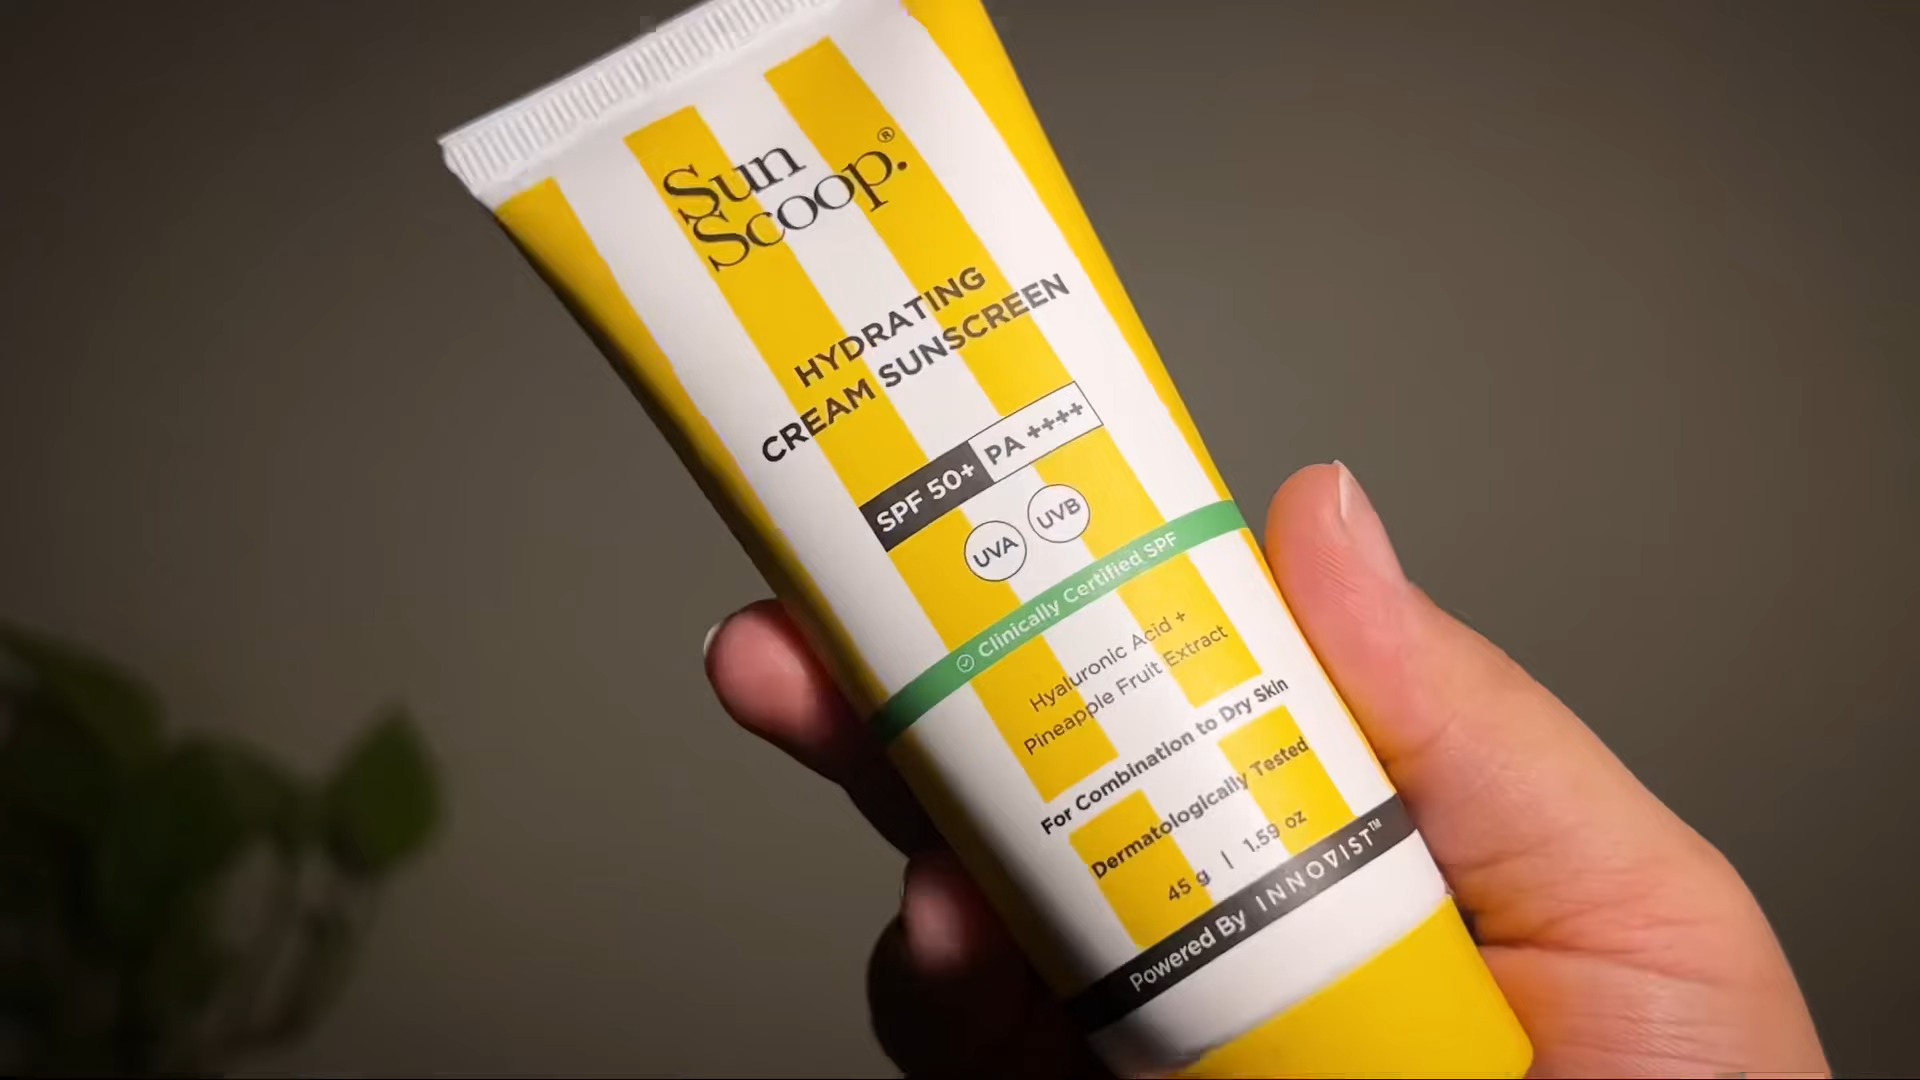 Sun
Scoop.®
HYDRATING
CREAM SUNSCREEN
SPF 50+ PA ++++
UVA UVB
Clinically Certified SPF
Hyaluronic Acid +
Pineapple Fruit Extract
For Combination to Dry Skin
Dermatologically Tested
45 g | 1.59 oz
Powered By INNOVIST™